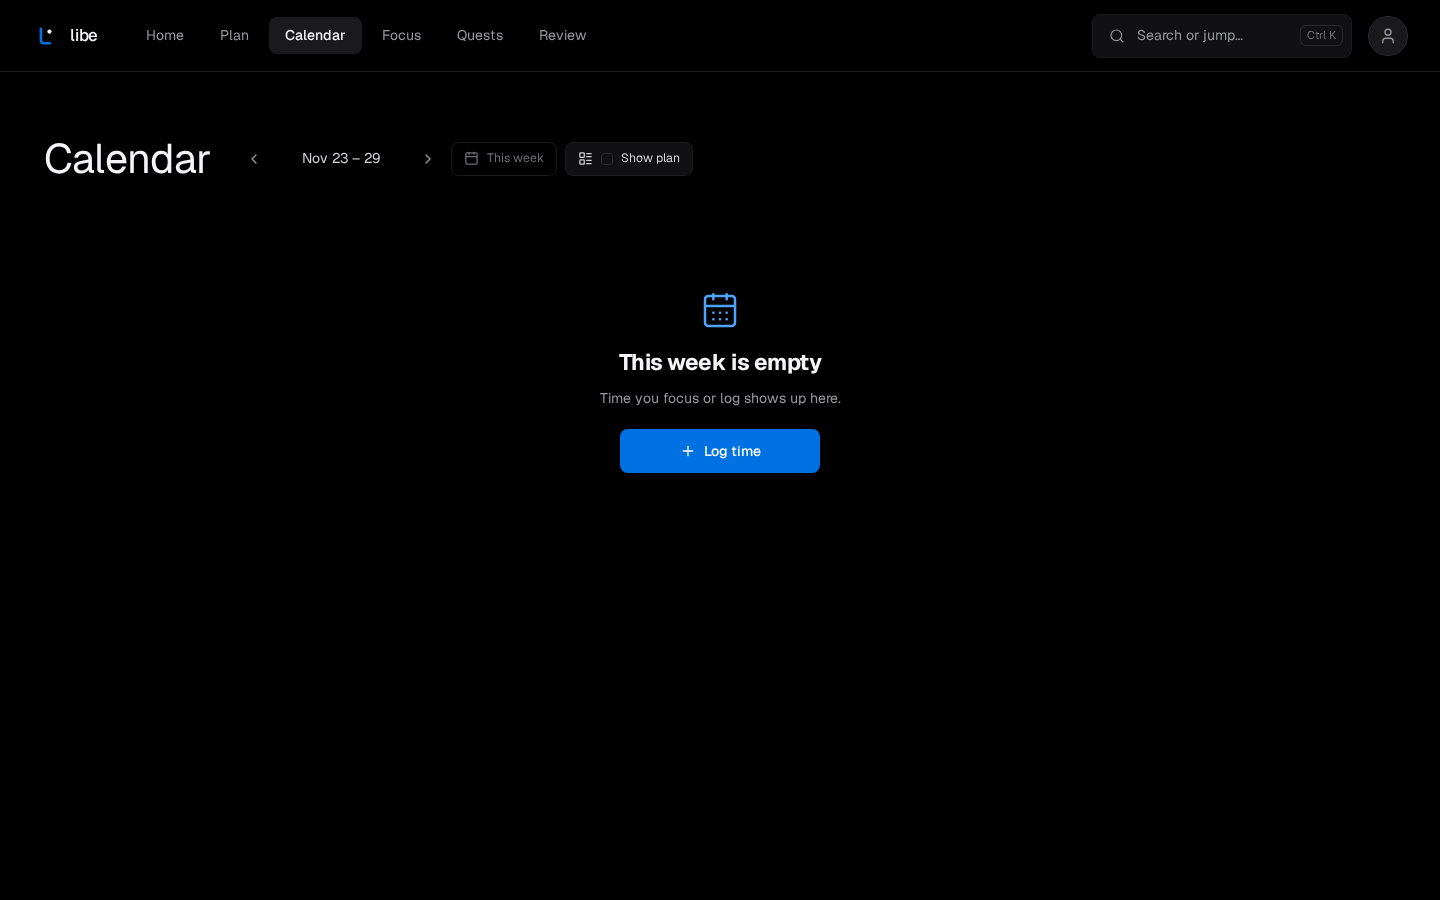 libe
Home
Plan
Calendar
Focus
Quests
Review
Search or jump...
Ctrl K
Calendar
Nov 23 – 29
This week
Show plan
This week is empty
Time you focus or log shows up here.
Log time